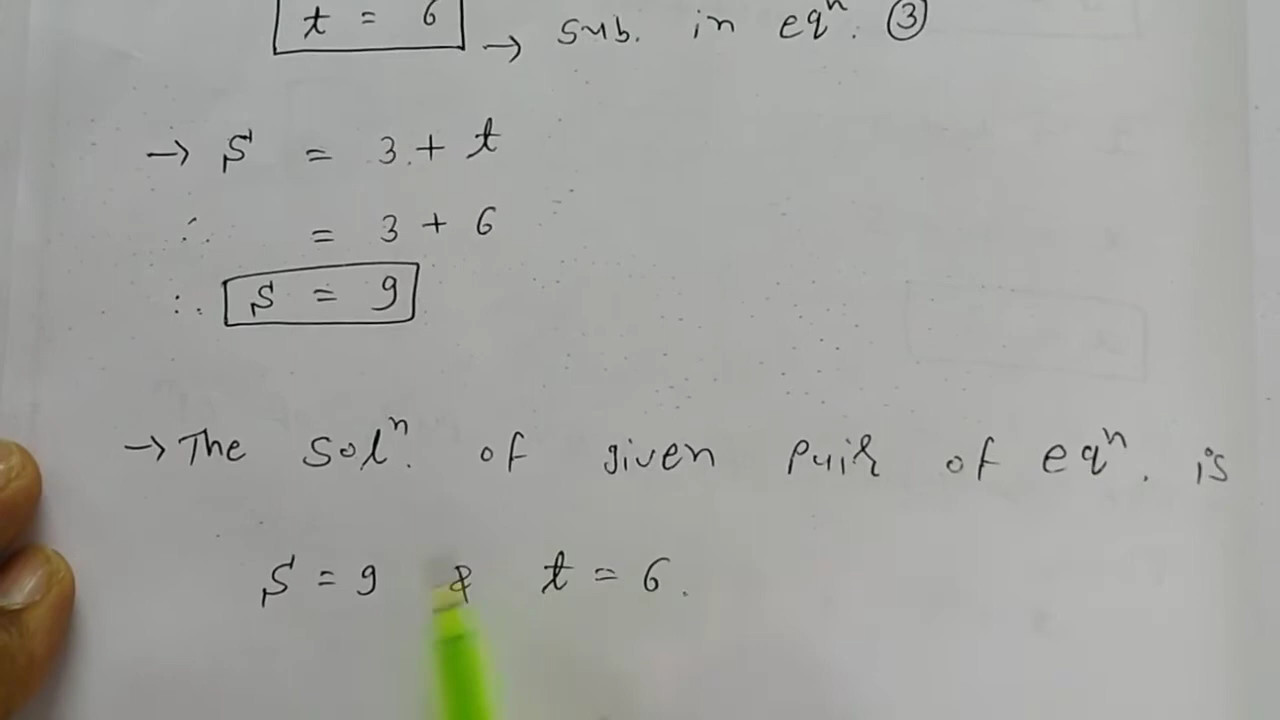 t = 6 → sub. in eqⁿ. ③
→ s = 3 + t
∴ = 3 + 6
∴ s = 9
→ The solⁿ. of given pair of eqⁿ. is
s = 9 & t = 6.